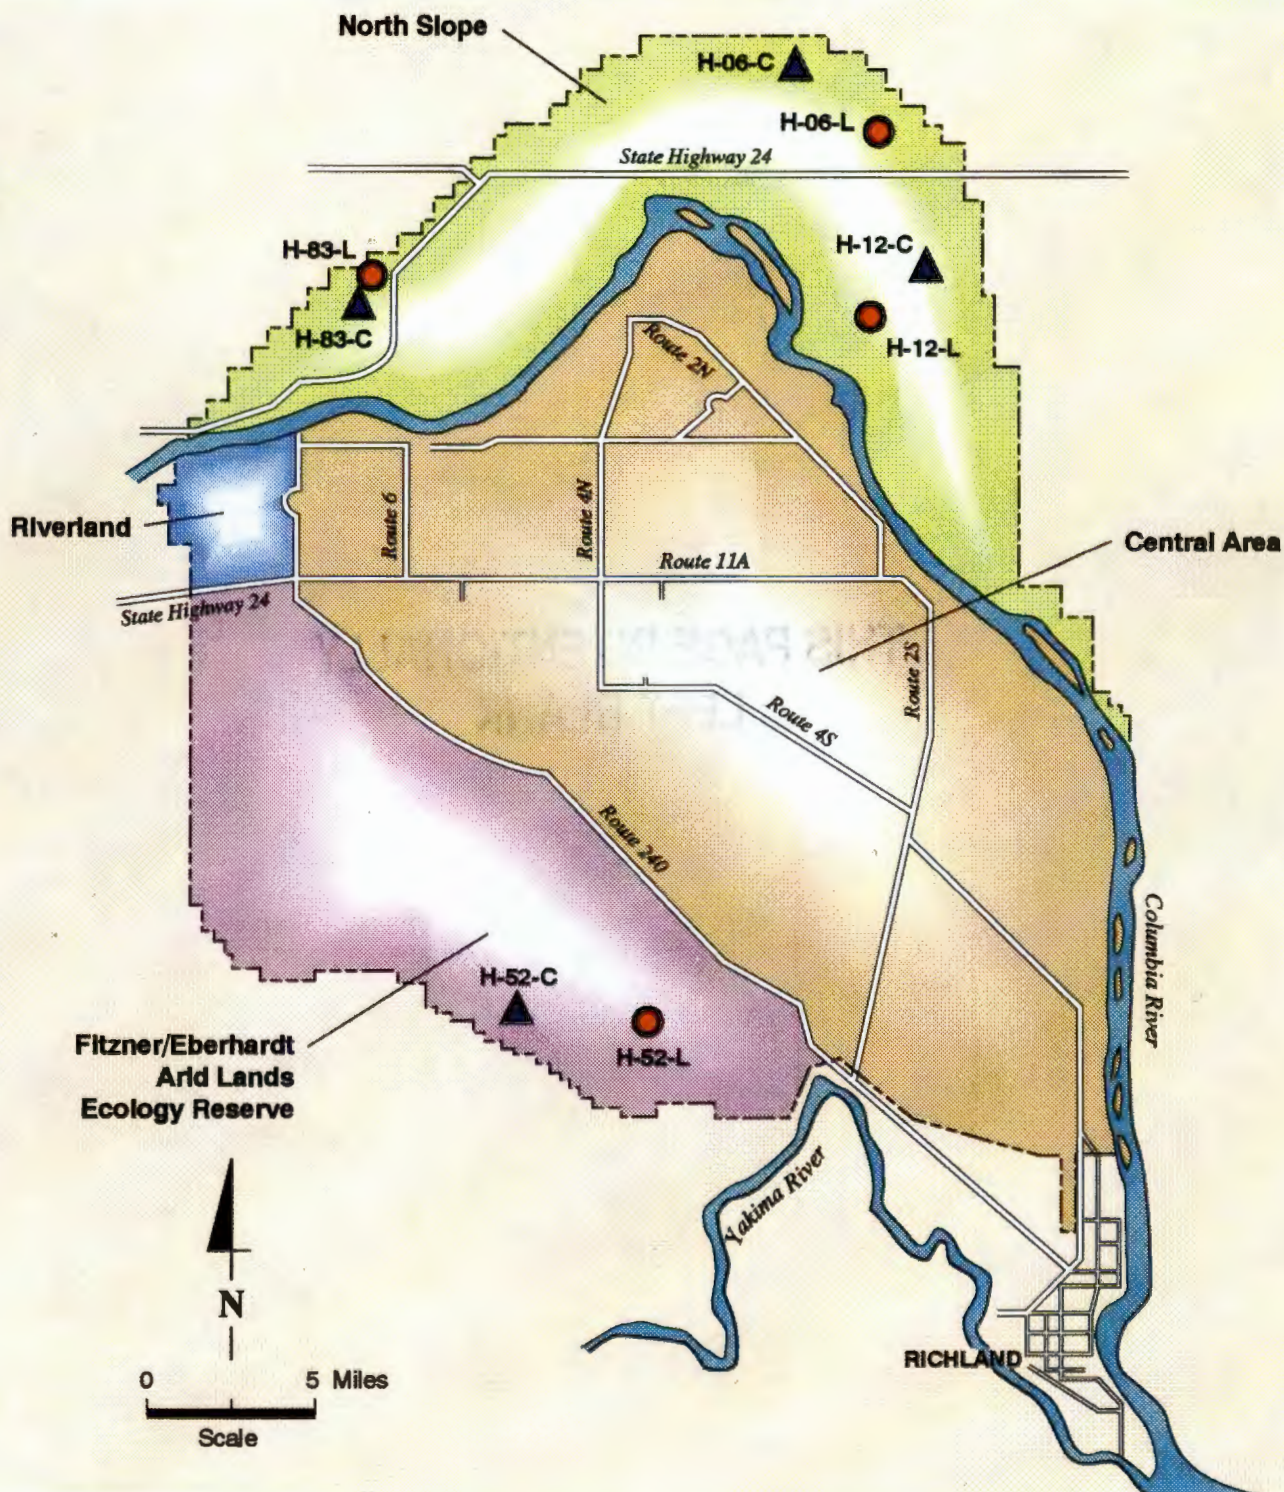 North Slope
H-06-C
H-06-L
State Highway 24
H-83-L
H-12-C
H-83-C
H-12-L
Route 2N
Route 6
Route 4N
Riverland
Central Area
Route 11A
State Highway 24
Route 2S
Route 4S
Route 240
Columbia River
H-52-C
H-52-L
Fitzner/Eberhardt
Arid Lands
Ecology Reserve
Yakima River
N
RICHLAND
0 5 Miles
Scale